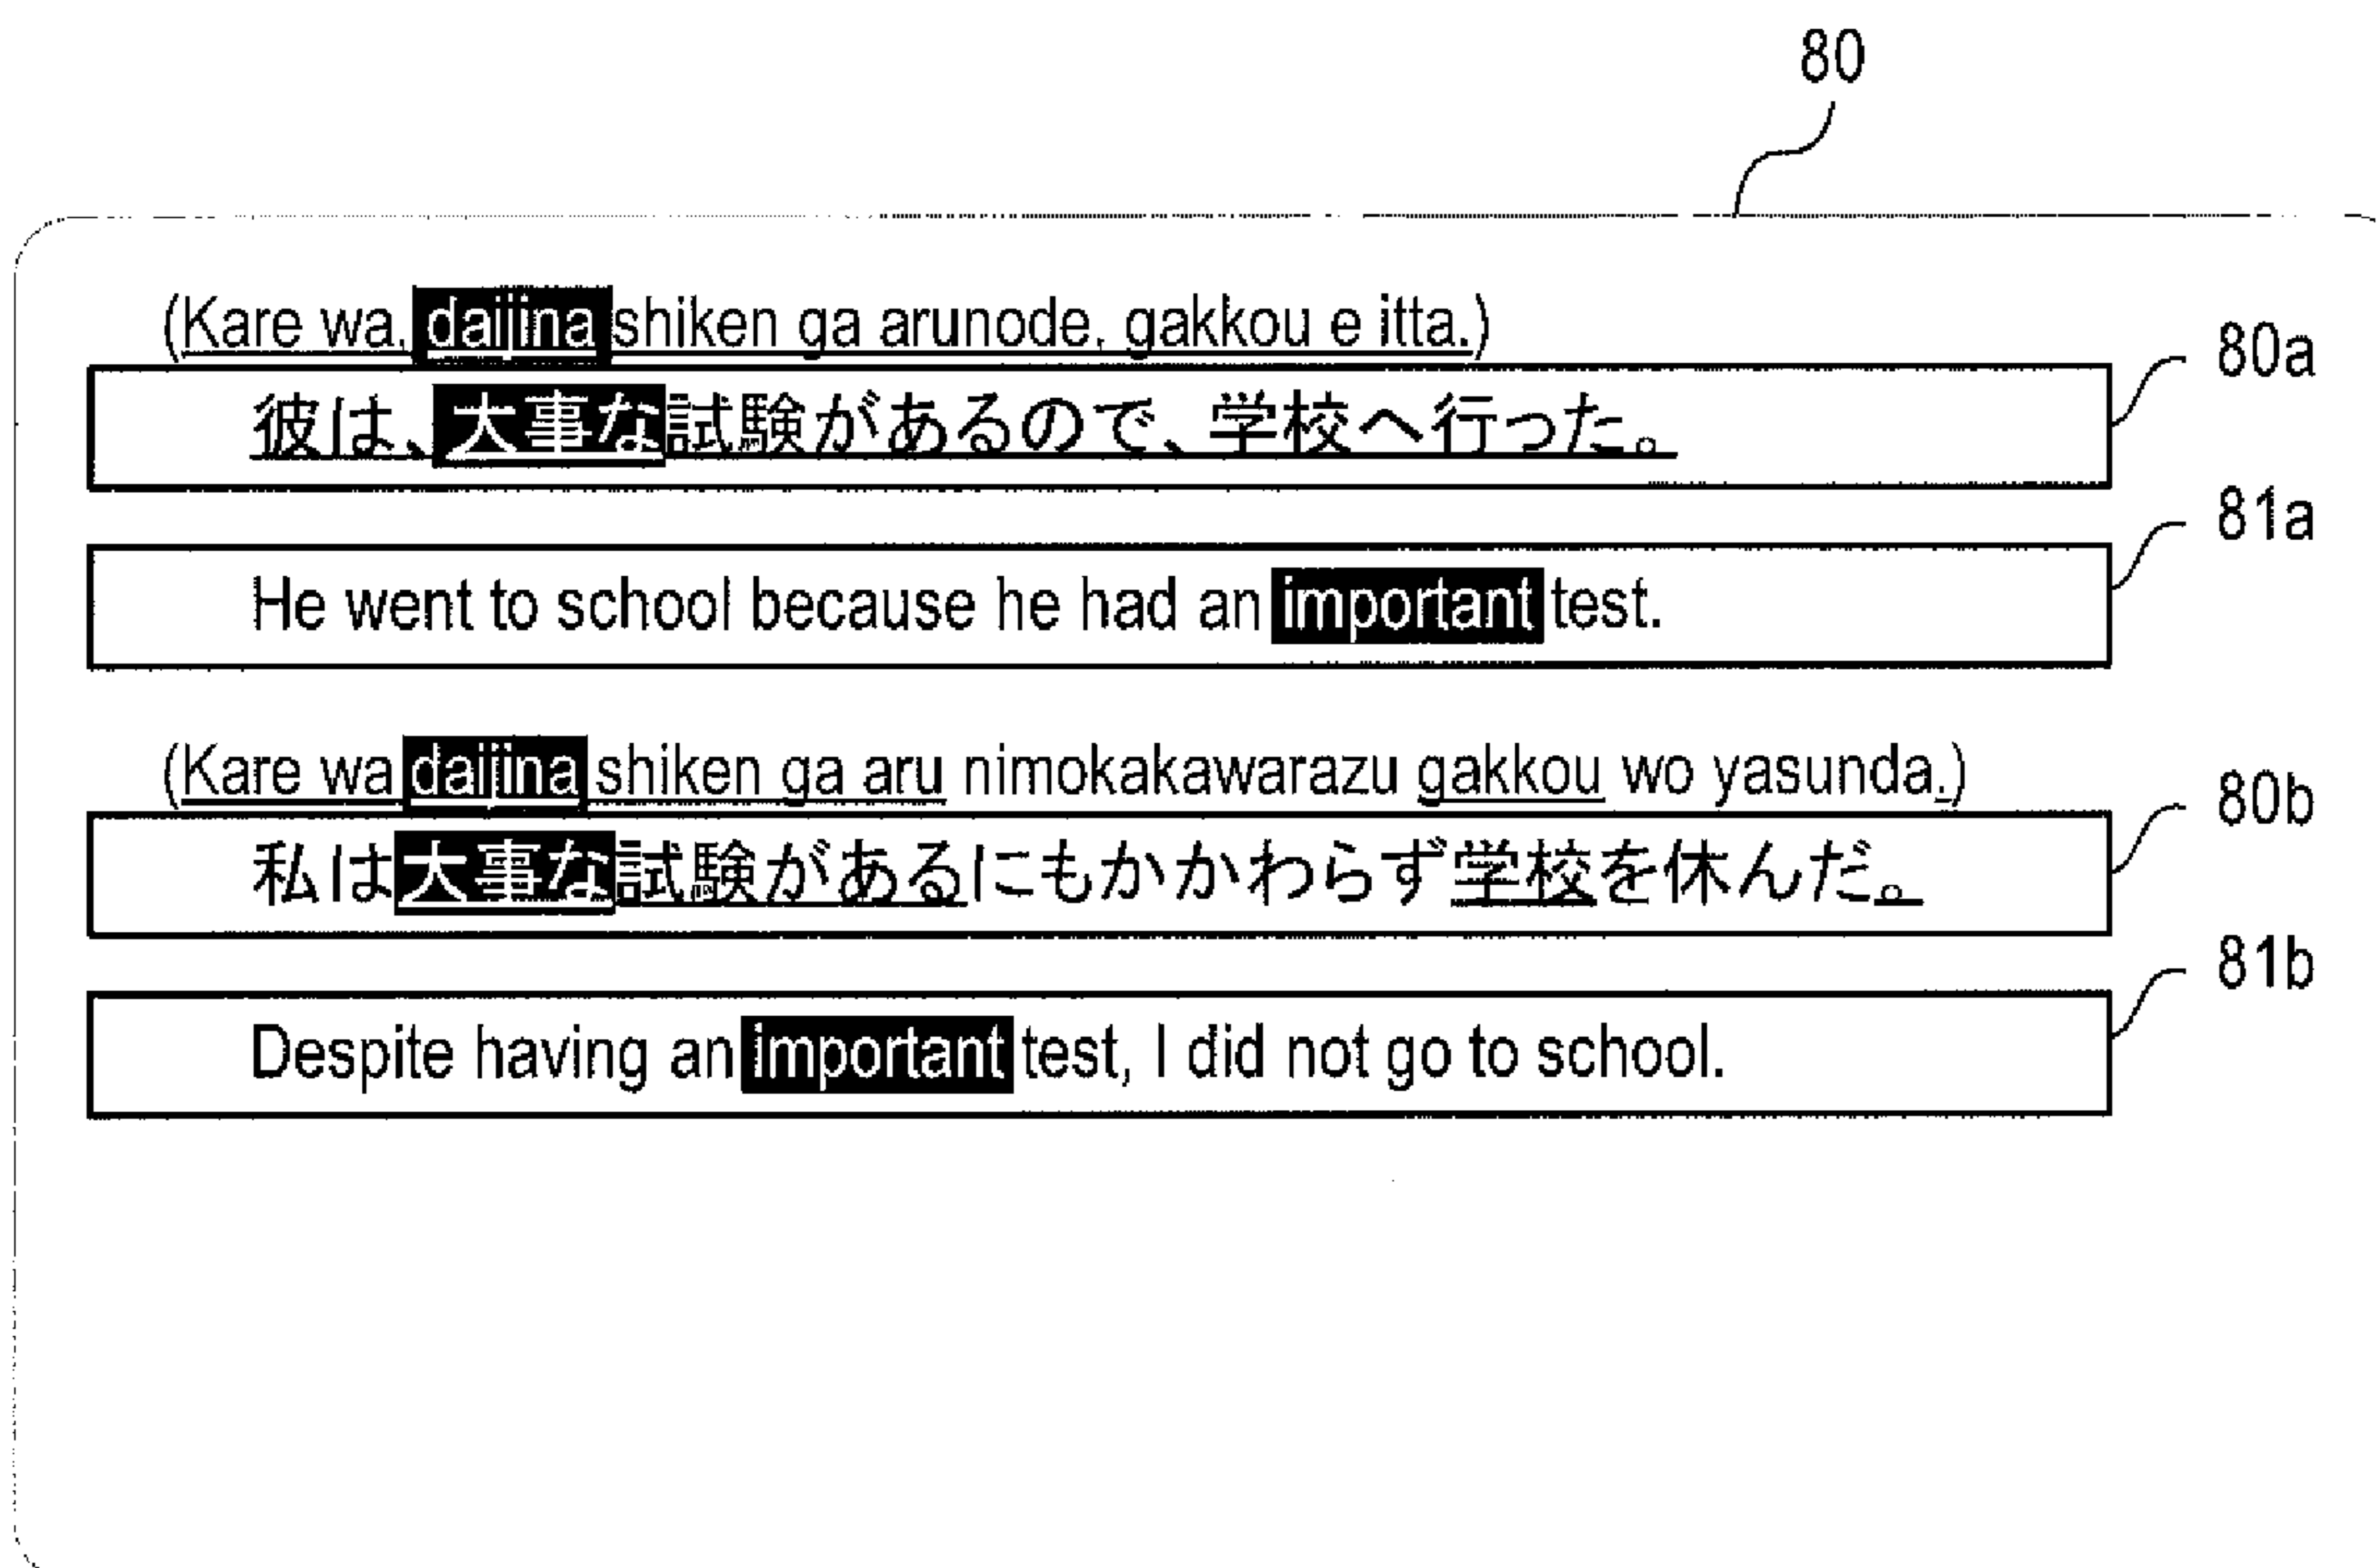 80
(Kare wa, daijina shiken ga arunode, gakkou e itta.)
80a
彼は、大事な試験があるので、学校へ行った。
81a
He went to school because he had an important test.
(Kare wa daijina shiken ga aru nimokakawarazu gakkou wo yasunda.)
80b
私は大事な試験があるにもかかわらず学校を休んだ。
81b
Despite having an important test, I did not go to school.